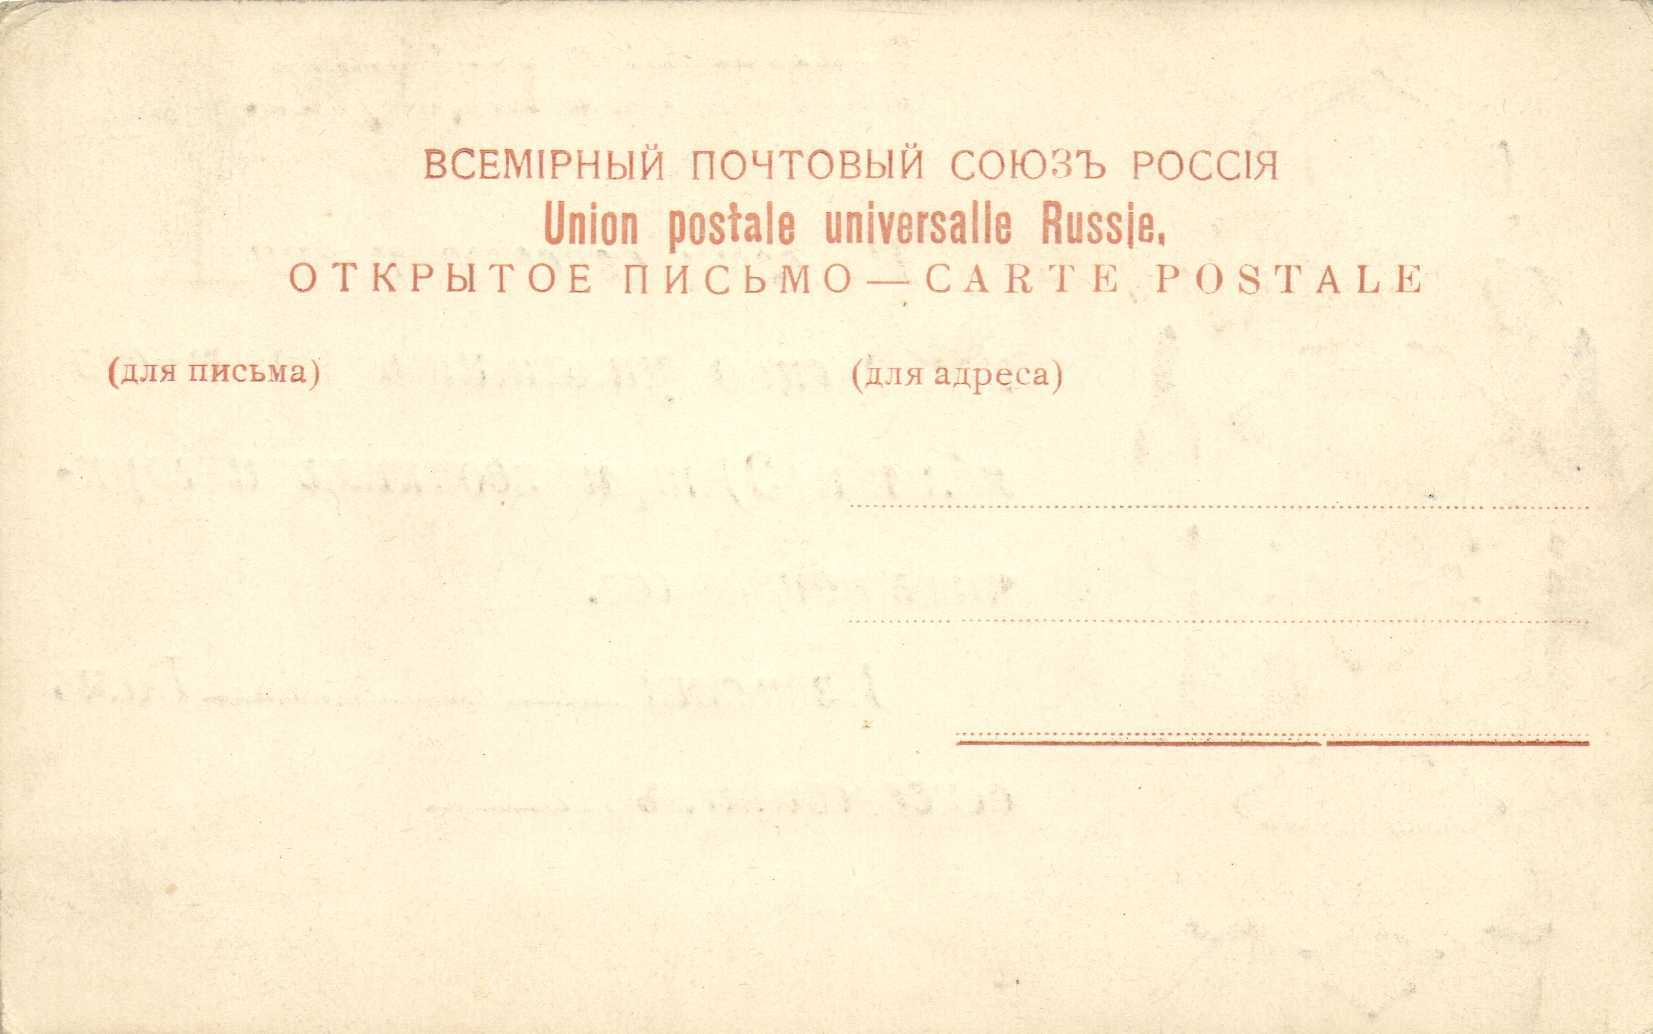 ВСЕМІРНЫЙ ПОЧТОВЫЙ СОЮЗЪ РОССІЯ
Union postale universalle Russie.
ОТКРЫТОЕ ПИСЬМО — CARTE POSTALE
(для письма) (для адреса)